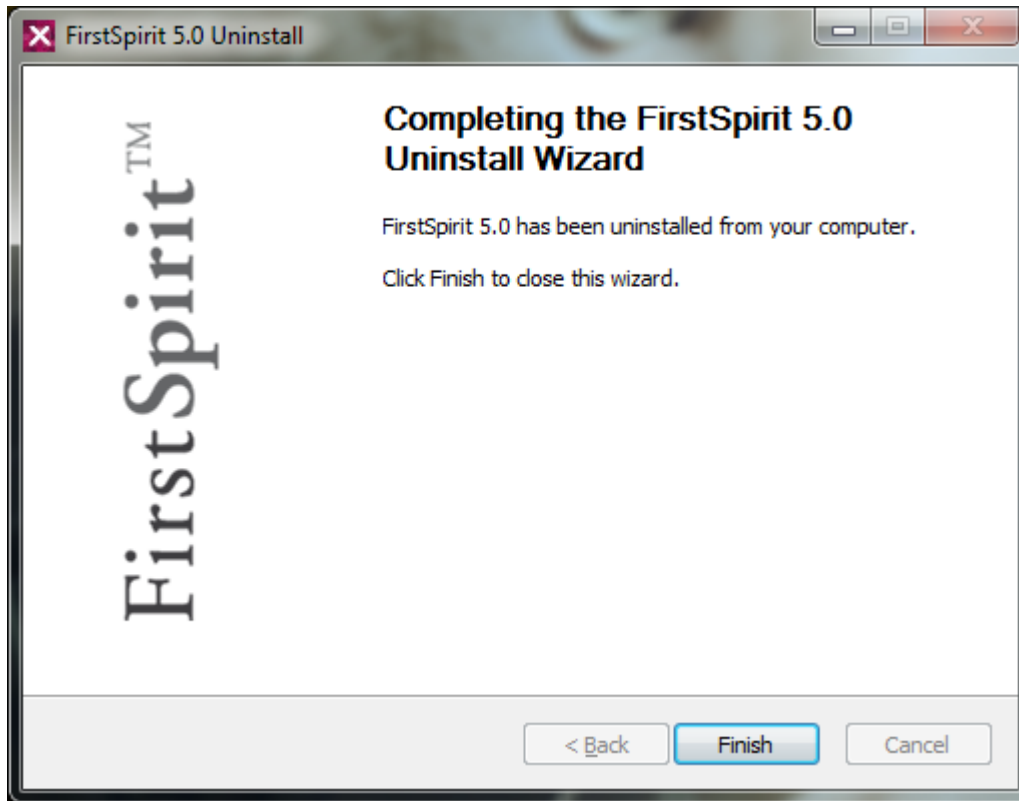 FirstSpirit 5.0 Uninstall
FirstSpirit™
Completing the FirstSpirit 5.0
Uninstall Wizard
FirstSpirit 5.0 has been uninstalled from your computer.
Click Finish to close this wizard.
< Back
Finish
Cancel